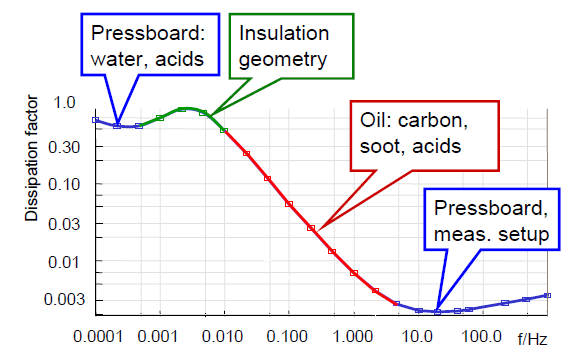 Pressboard:
water, acids
Insulation
geometry
Oil: carbon,
soot, acids
Pressboard,
meas. setup
Dissipation factor
1.0
0.30
0.10
0.03
0.01
0.003
0.0001 0.001 0.010 0.100 1.000 10.0 100.0 f/Hz